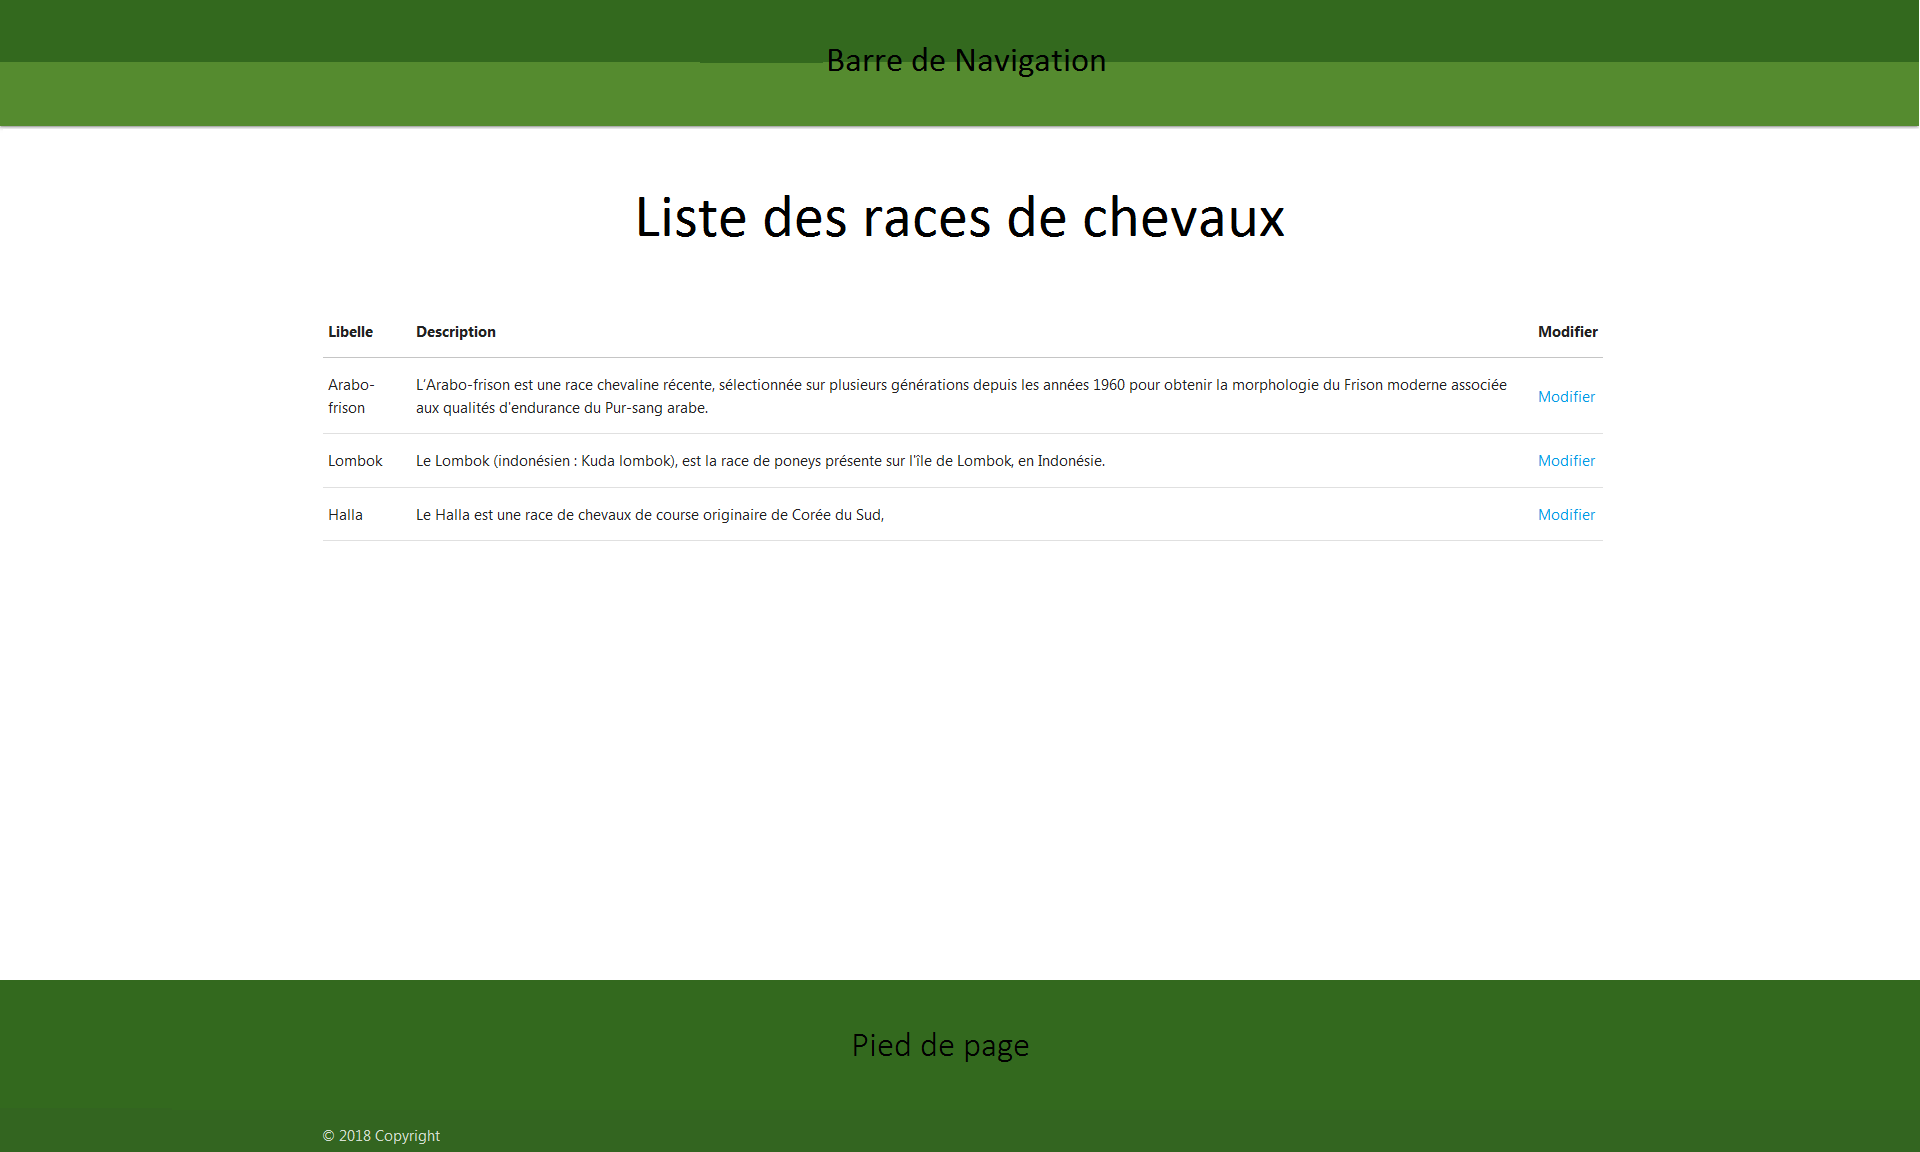 Barre de Navigation
Liste des races de chevaux
Libelle Description Modifier
Arabo-frison L'Arabo-frison est une race chevaline récente, sélectionnée sur plusieurs générations depuis les années 1960 pour obtenir la morphologie du Frison moderne associée
aux qualités d'endurance du Pur-sang arabe. Modifier
Lombok Le Lombok (indonésien : Kuda lombok), est la race de poneys présente sur l'île de Lombok, en Indonésie. Modifier
Halla Le Halla est une race de chevaux de course originaire de Corée du Sud, Modifier
Pied de page
© 2018 Copyright